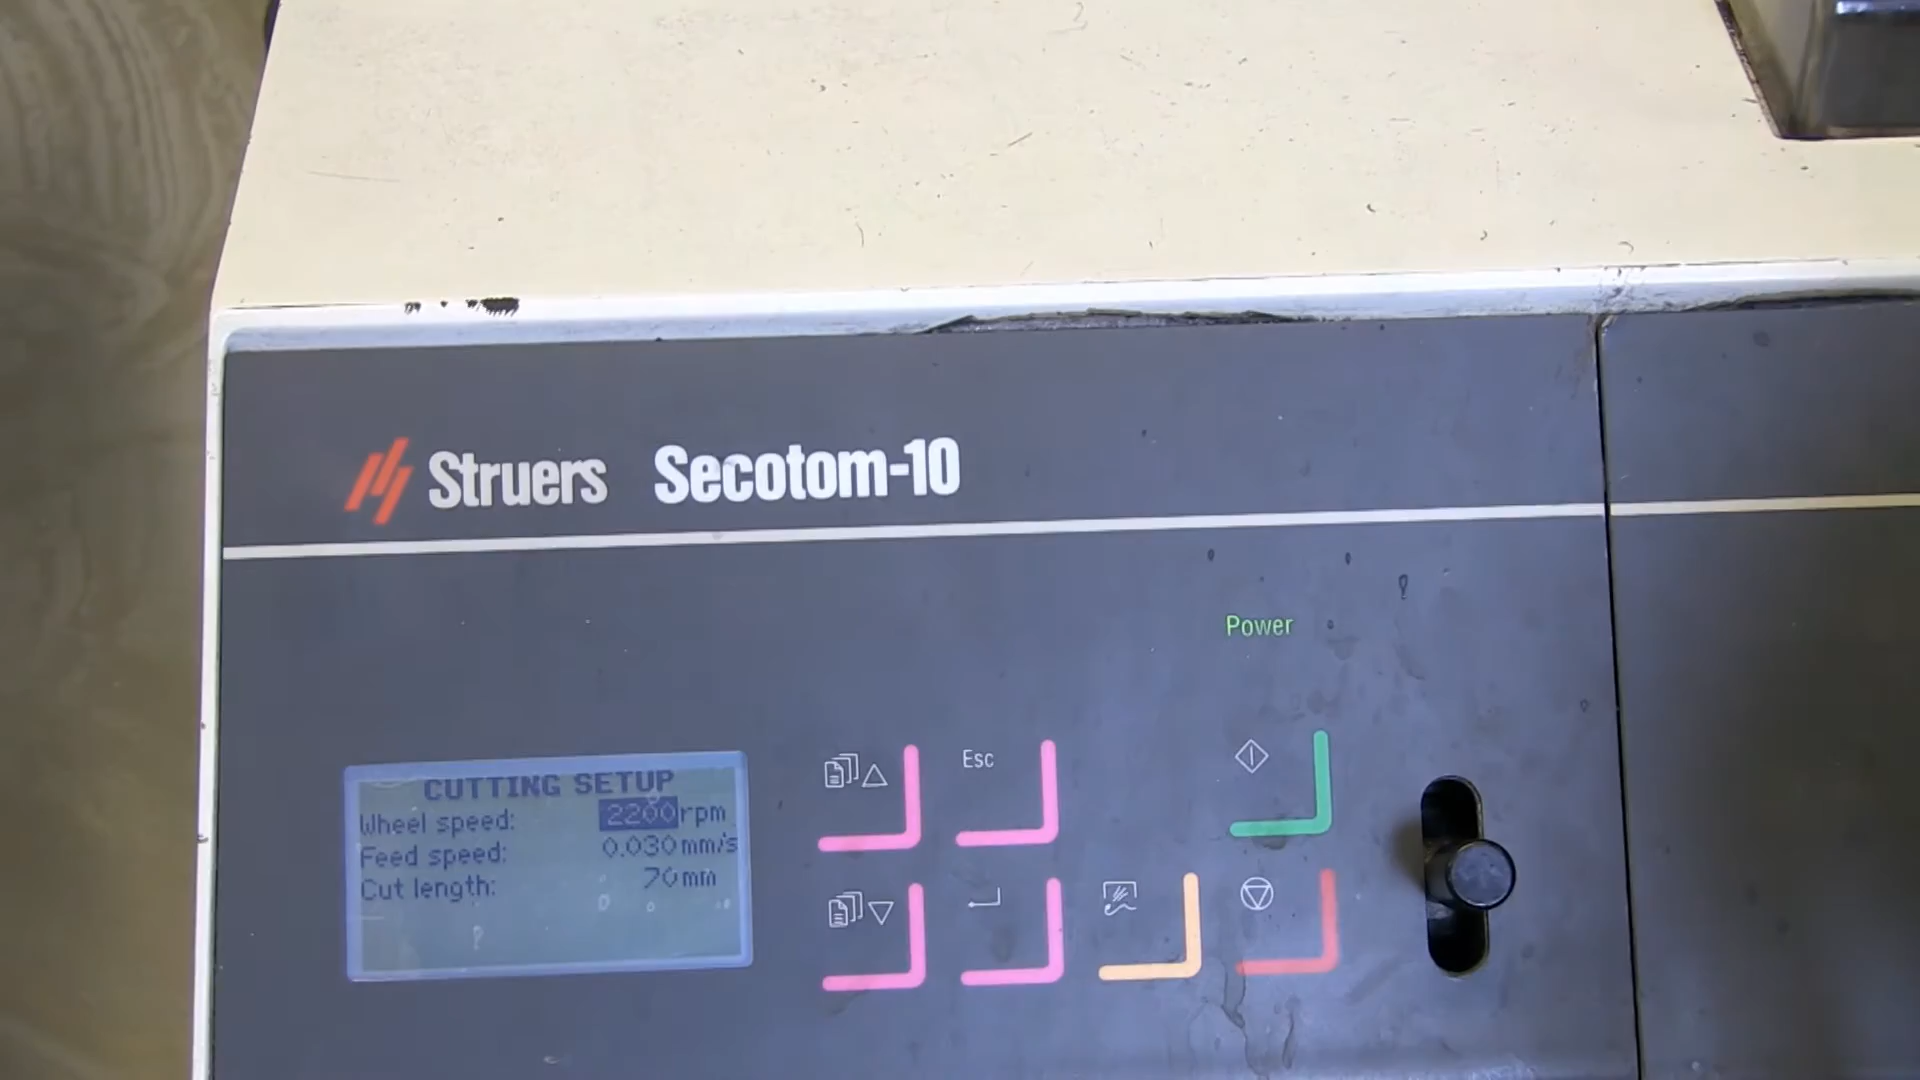 Struers Secotom-10
Power
CUTTING SETUP
Wheel speed: 2200rpm
Feed speed: 0.030mm/s
Cut length: 70mm
Esc